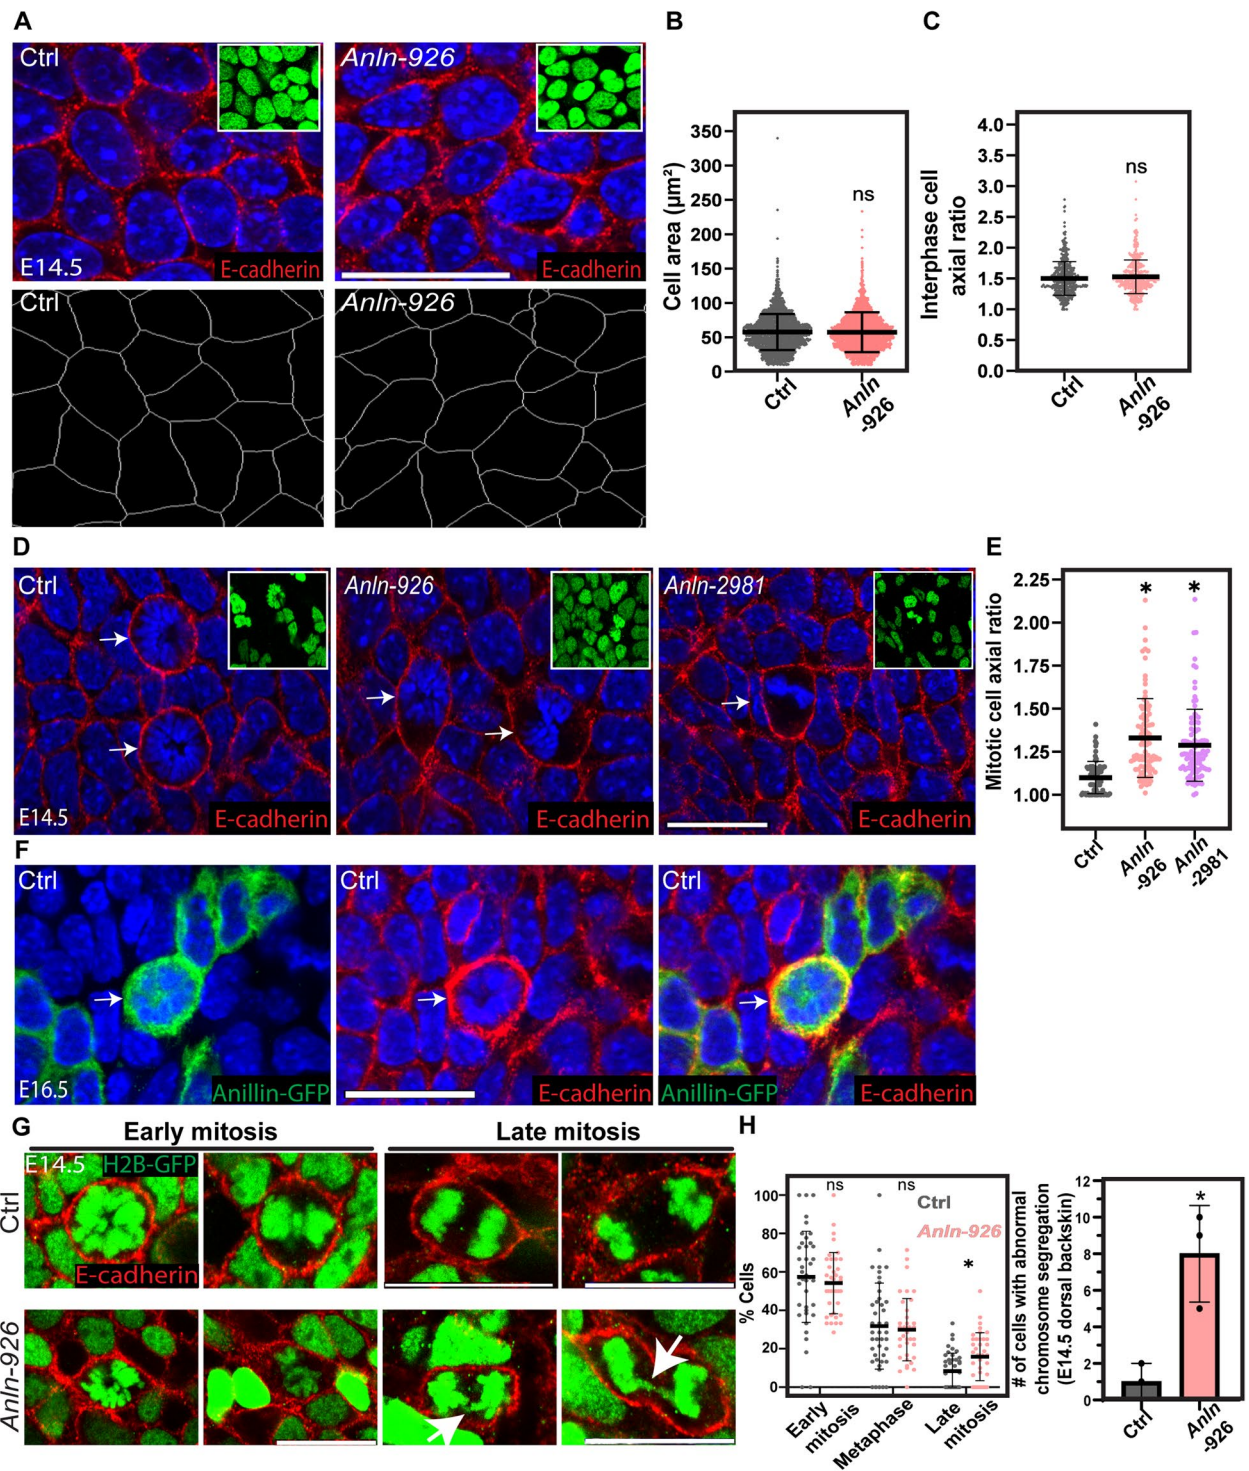 A
B
C
Ctrl
Anln-926
E14.5
E-cadherin
E-cadherin
Ctrl
Anln-926
Cell area (µm²)
350
300
250
200
150
100
50
0
ns
Ctrl
Anln
-926
Interphase cell
axial ratio
4.0
3.5
3.0
2.5
2.0
1.5
1.0
0.5
0.0
ns
Ctrl
Anln
-926
D
E
Ctrl
Anln-926
Anln-2981
E14.5
E-cadherin
E-cadherin
E-cadherin
Mitotic cell axial ratio
2.25
2.00
1.75
1.50
1.25
1.00
*
*
Ctrl
Anln
-926
Anln
-2981
F
Ctrl
Ctrl
Ctrl
E16.5
Anillin-GFP
E-cadherin
Anillin-GFP
E-cadherin
G
Early mitosis
Late mitosis
Ctrl
E14.5
H2B-GFP
E-cadherin
Anln-926
H
% Cells
100
80
60
40
20
0
ns
ns
*
Ctrl
Anln-926
Early
mitosis
Metaphase
Late
mitosis
# of cells with abnormal
chromosome segregation
(E14.5 dorsal backskin)
12
10
8
6
4
2
0
*
Ctrl
Anln
-926